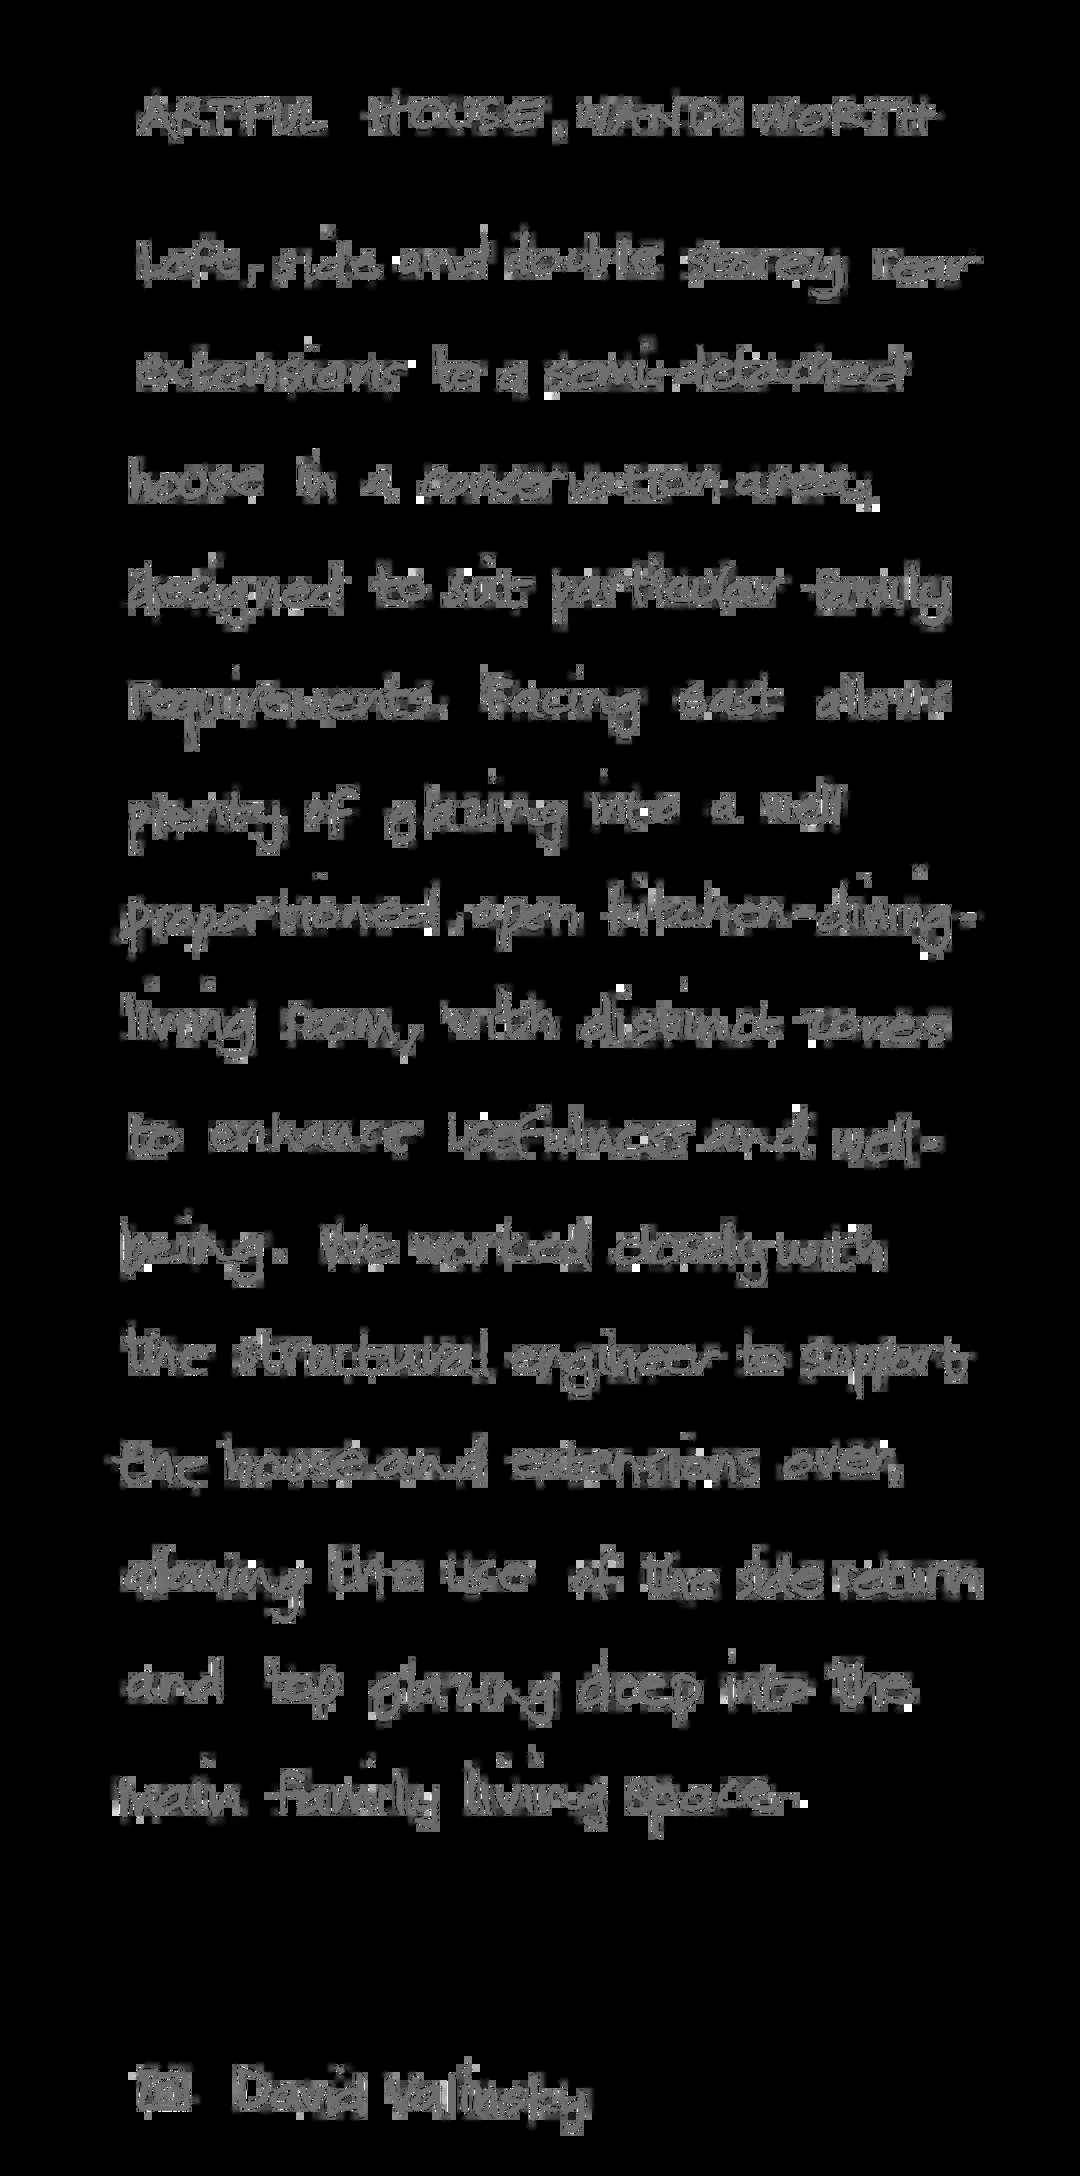 ARTFUL HOUSE, WANDSWORTH
Loft, side and double storey rear
extensions to a semi-detached
house in a conservation area,
designed to suit particular family
requirements. Facing east allows
plenty of glazing into a well
proportioned, open kitchen-dining-
living room, with distinct zones
to enhance usefulness and well-
being. We worked closely with
the structural engineer to support
the house and extensions over,
allowing the use of the side return
and top glazing deep into the
main family living space.
David Valinsky